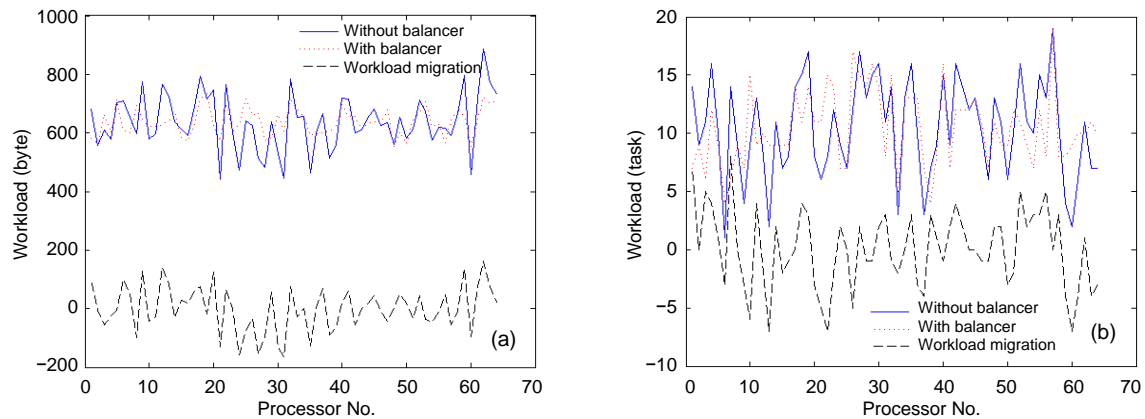 1000
800
600
400
200
0
−200
Workload (byte)
Without balancer
With balancer
Workload migration
(a)
0 10 20 30 40 50 60 70
Processor No.
20
15
10
5
0
−5
−10
Workload (task)
Without balancer
With balancer
Workload migration
(b)
0 10 20 30 40 50 60 70
Processor No.